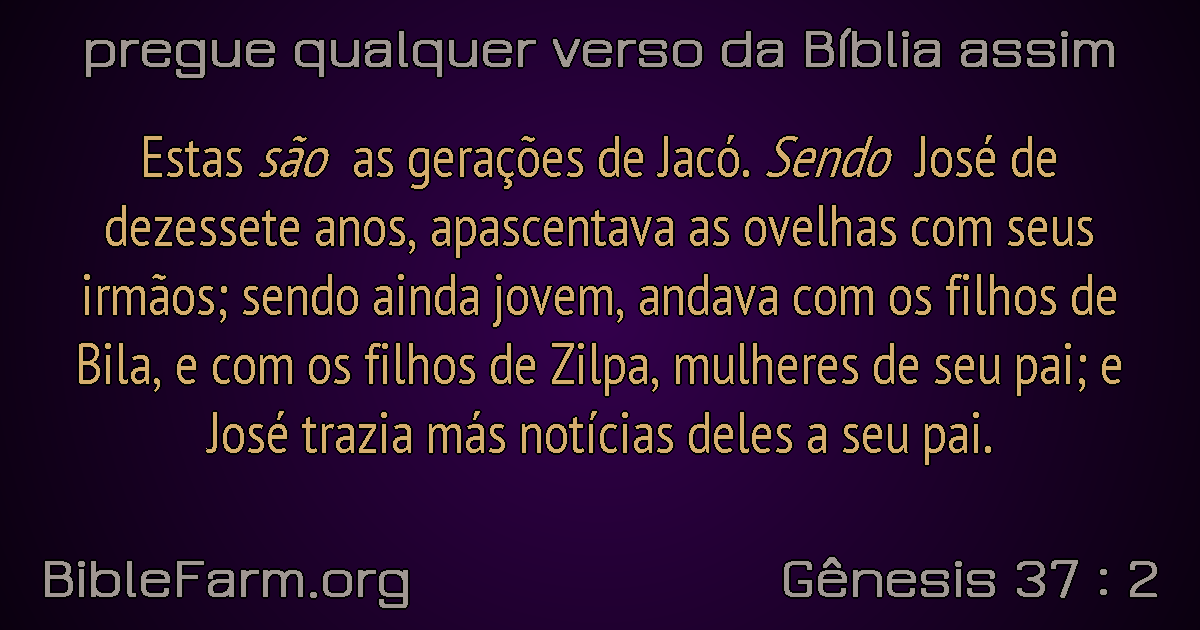 pregue qualquer verso da Bíblia assim
Estas são as gerações de Jacó. Sendo José de
dezessete anos, apascentava as ovelhas com seus
irmãos; sendo ainda jovem, andava com os filhos de
Bila, e com os filhos de Zilpa, mulheres de seu pai; e
José trazia más notícias deles a seu pai.
BibleFarm.org
Gênesis 37 : 2